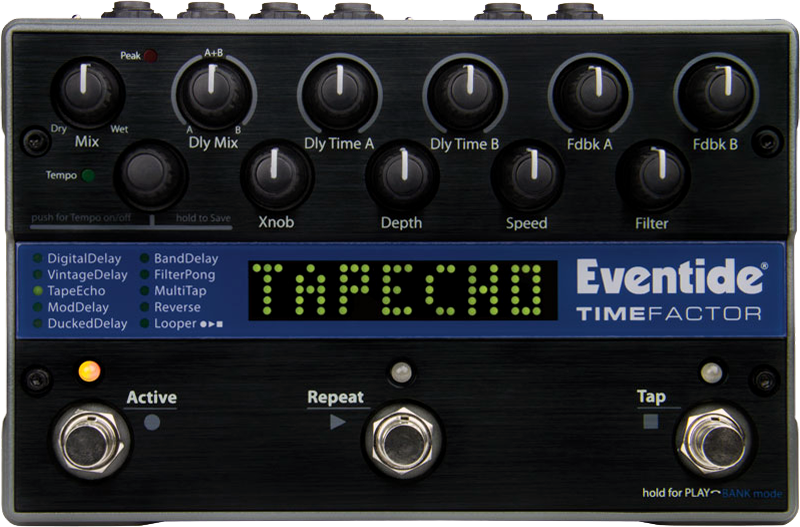 Peak
A+B
Dry Wet
Mix
A B
Dly Mix
Dly Time A
Dly Time B
Fdbk A
Fdbk B
Tempo
push for Tempo on/off
hold to Save
Xnob
Depth
Speed
Filter
DigitalDelay
VintageDelay
TapeEcho
ModDelay
DuckedDelay
BandDelay
FilterPong
MultiTap
Reverse
Looper ●►■
TAPECHO
Eventide®
TIMEFACTOR
Active
Repeat
Tap
hold for PLAY BANK mode